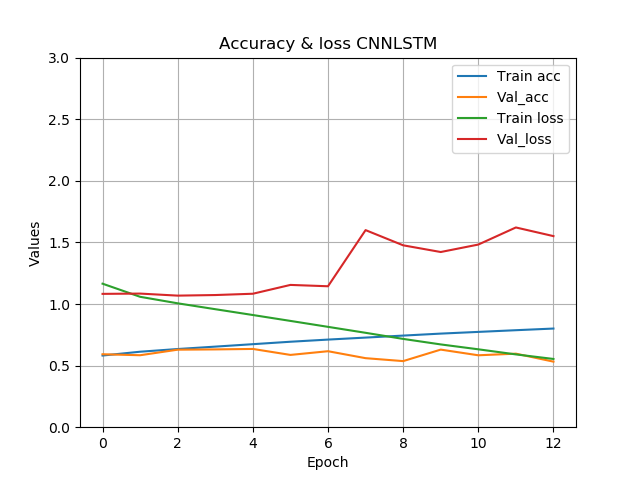 Accuracy & loss CNNLSTM
3.0
2.5
2.0
1.5
1.0
0.5
0.0
Values
Train acc
Val_acc
Train loss
Val_loss
0 2 4 6 8 10 12
Epoch